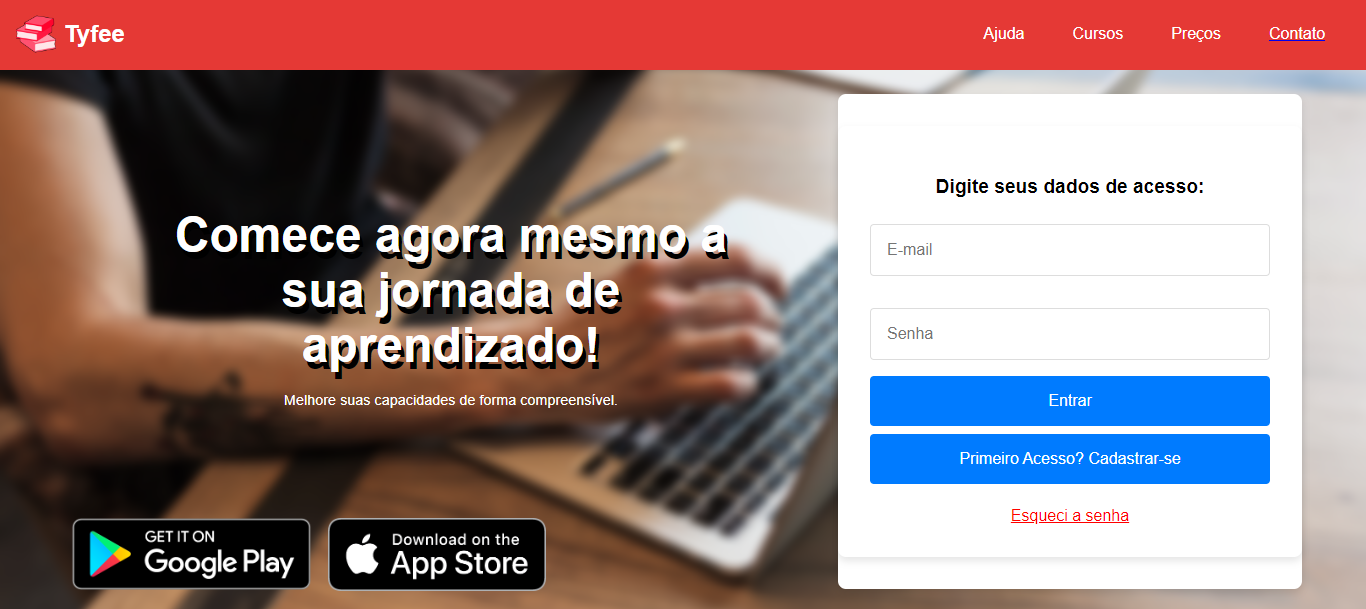 Tyfee
Ajuda
Cursos
Preços
Contato
Comece agora mesmo a
sua jornada de
aprendizado!
Melhore suas capacidades de forma compreensível.
GET IT ON
Google Play
Download on the
App Store
Digite seus dados de acesso:
E-mail
Senha
Entrar
Primeiro Acesso? Cadastrar-se
Esqueci a senha